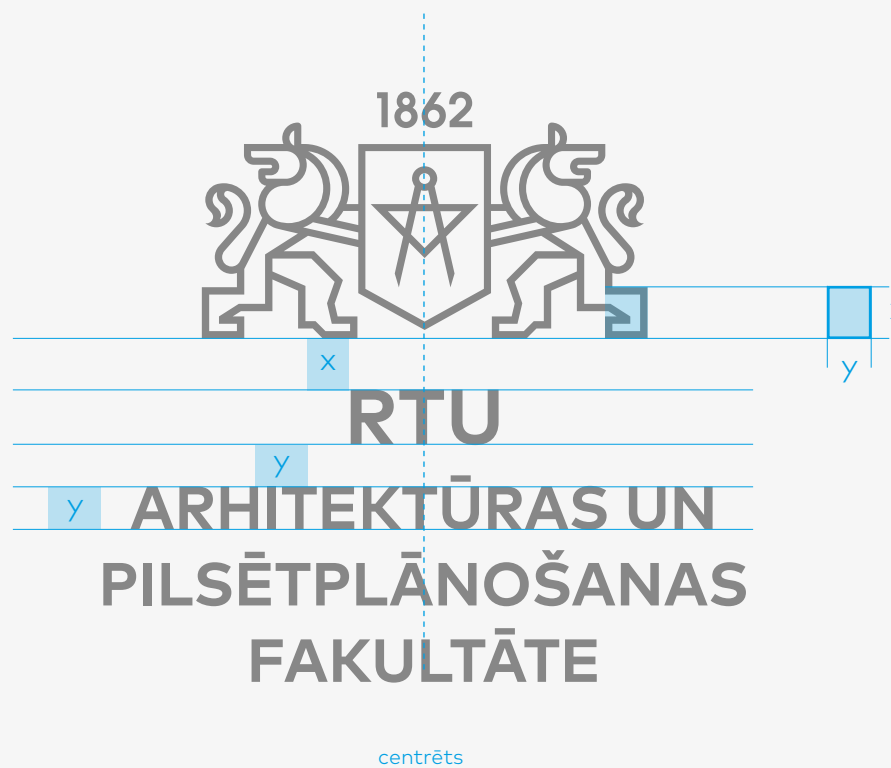 1862
x
y
RTU
y
y
ARHITEKTŪRAS UN
PILSĒTPLĀNOŠANAS
FAKULTĀTE
centrēts